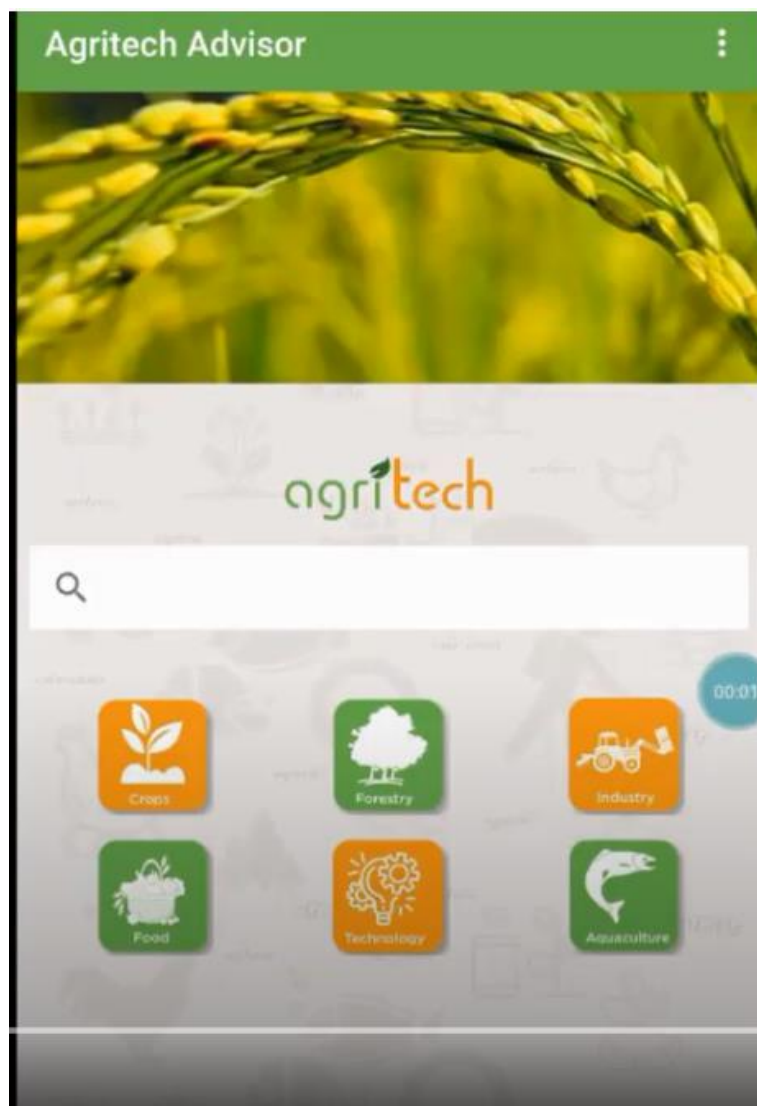 Agritech Advisor
agritech
00:01
Crops
Forestry
Industry
Food
Technology
Aquaculture